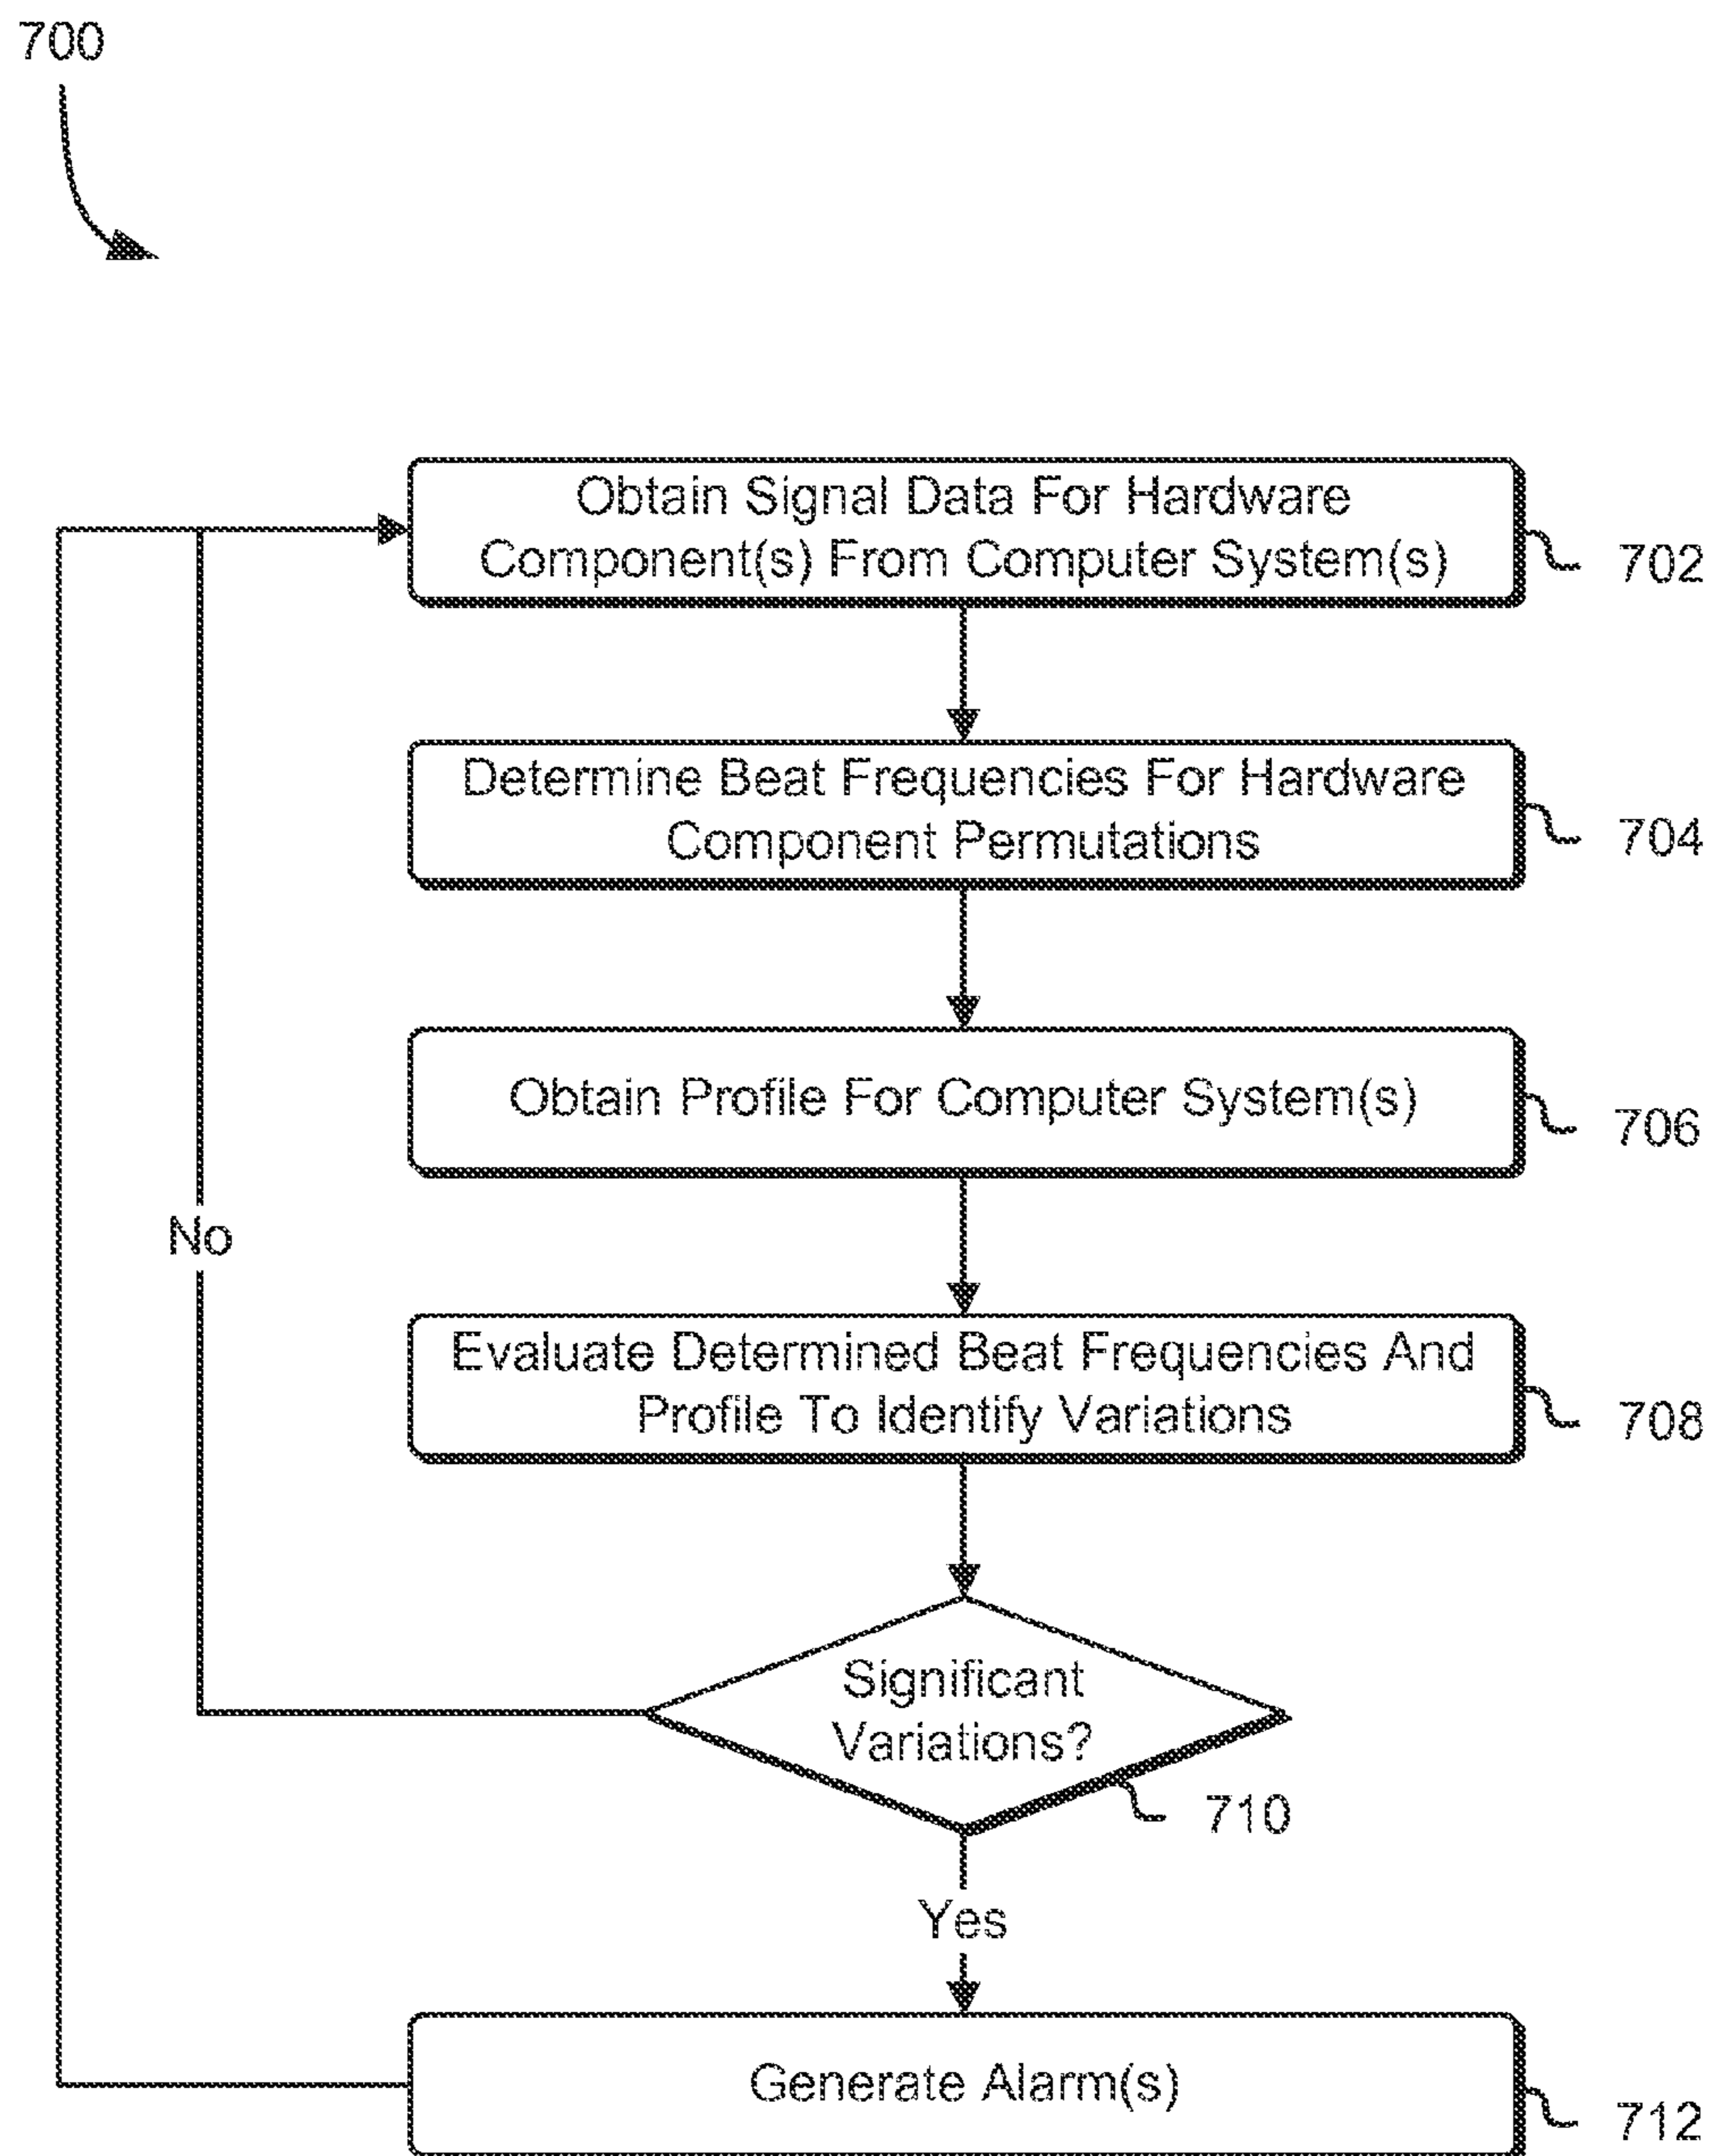 700
Obtain Signal Data For Hardware
Component(s) From Computer System(s)
702
Determine Beat Frequencies For Hardware
Component Permutations
704
Obtain Profile For Computer System(s)
706
No
Evaluate Determined Beat Frequencies And
Profile To Identify Variations
708
Significant
Variations?
710
Yes
Generate Alarm(s)
712